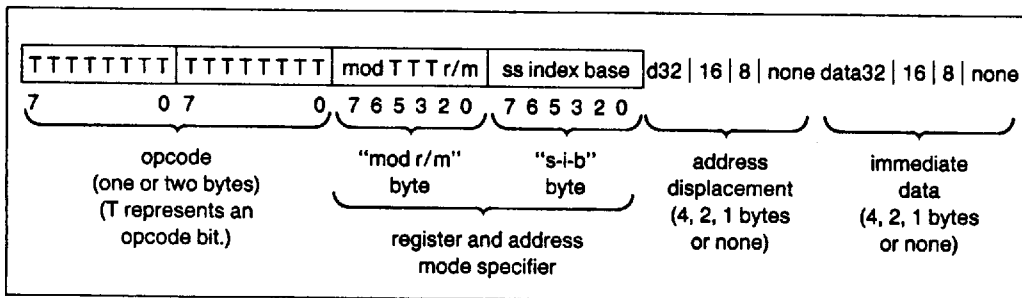 T T T T T T T T T T T T T T T T mod T T T r/m ss index base d32 | 16 | 8 | none data32 | 16 | 8 | none
7 0 7 0 7 6 5 3 2 0 7 6 5 3 2 0
opcode "mod r/m" "s-i-b" address immediate
(one or two bytes) byte byte displacement data
(T represents an (4, 2, 1 bytes (4, 2, 1 bytes
opcode bit.) register and address or none) or none)
mode specifier